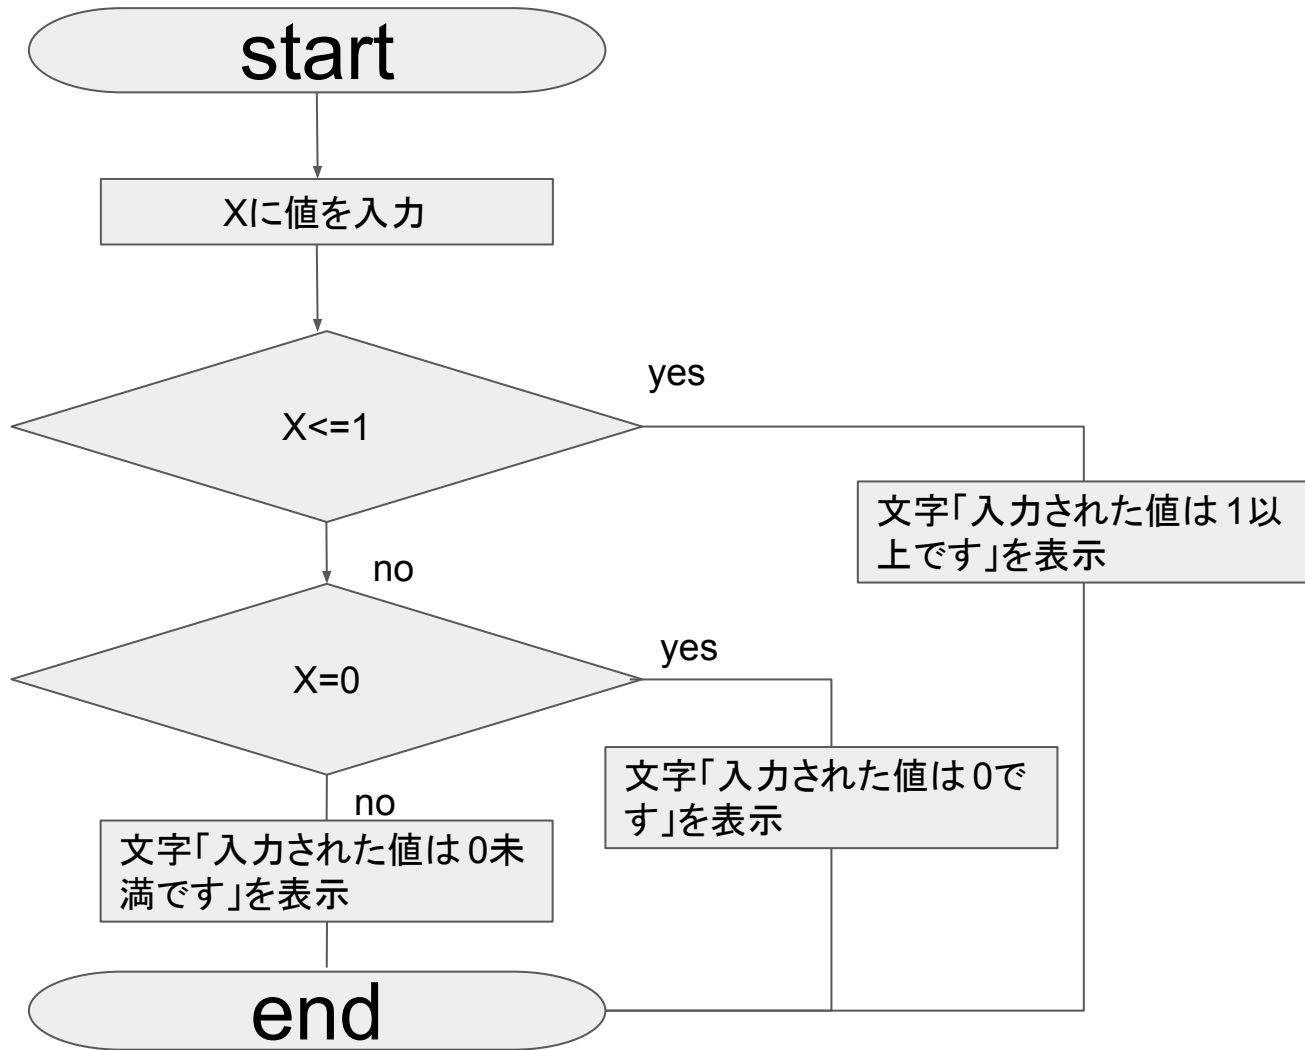 start
Xに値を入力
X<=1
yes
文字「入力された値は1以
上です」を表示
no
X=0
yes
文字「入力された値は0で
す」を表示
no
文字「入力された値は0未
満です」を表示
end